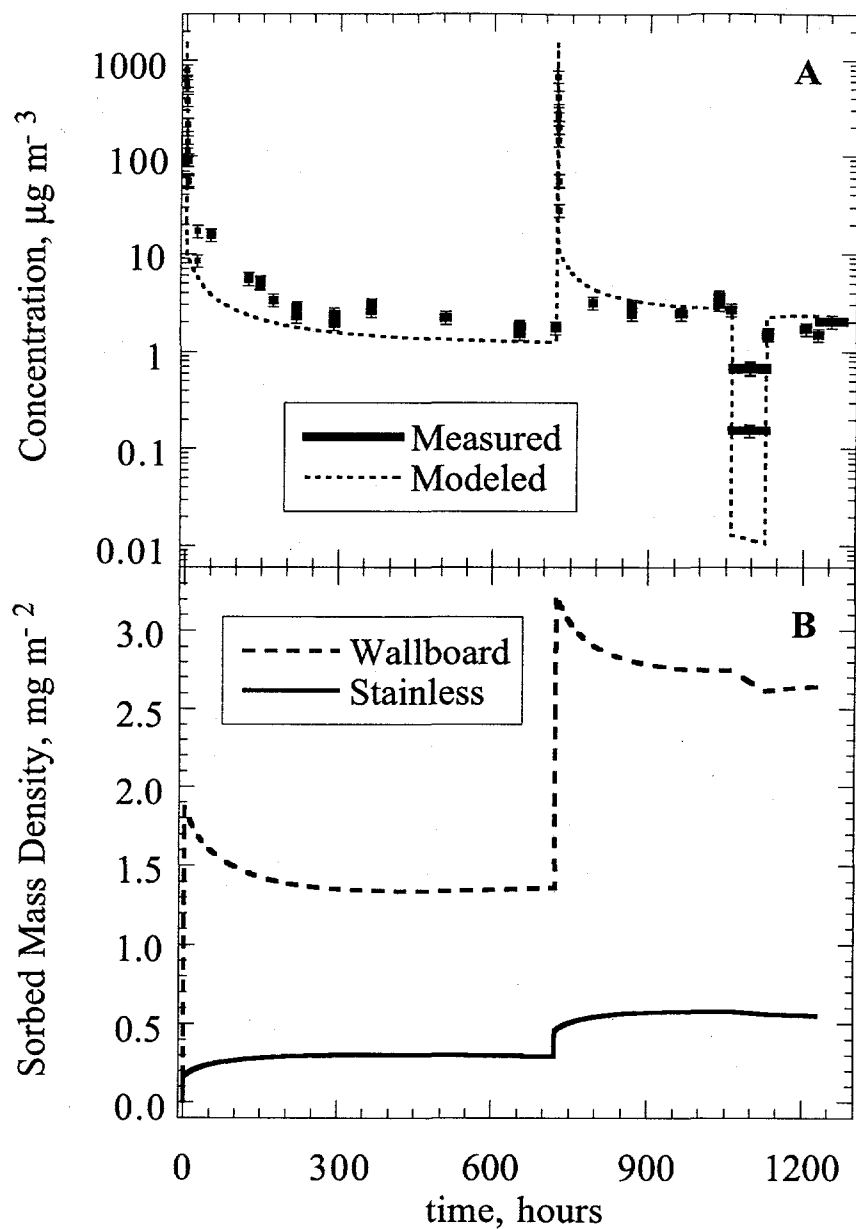 A
1000
100
10
1
0.1
0.01
Concentration, µg m⁻³
Measured
Modeled
B
3.0
2.5
2.0
1.5
1.0
0.5
0.0
Sorbed Mass Density, mg m⁻²
Wallboard
Stainless
0 300 600 900 1200
time, hours